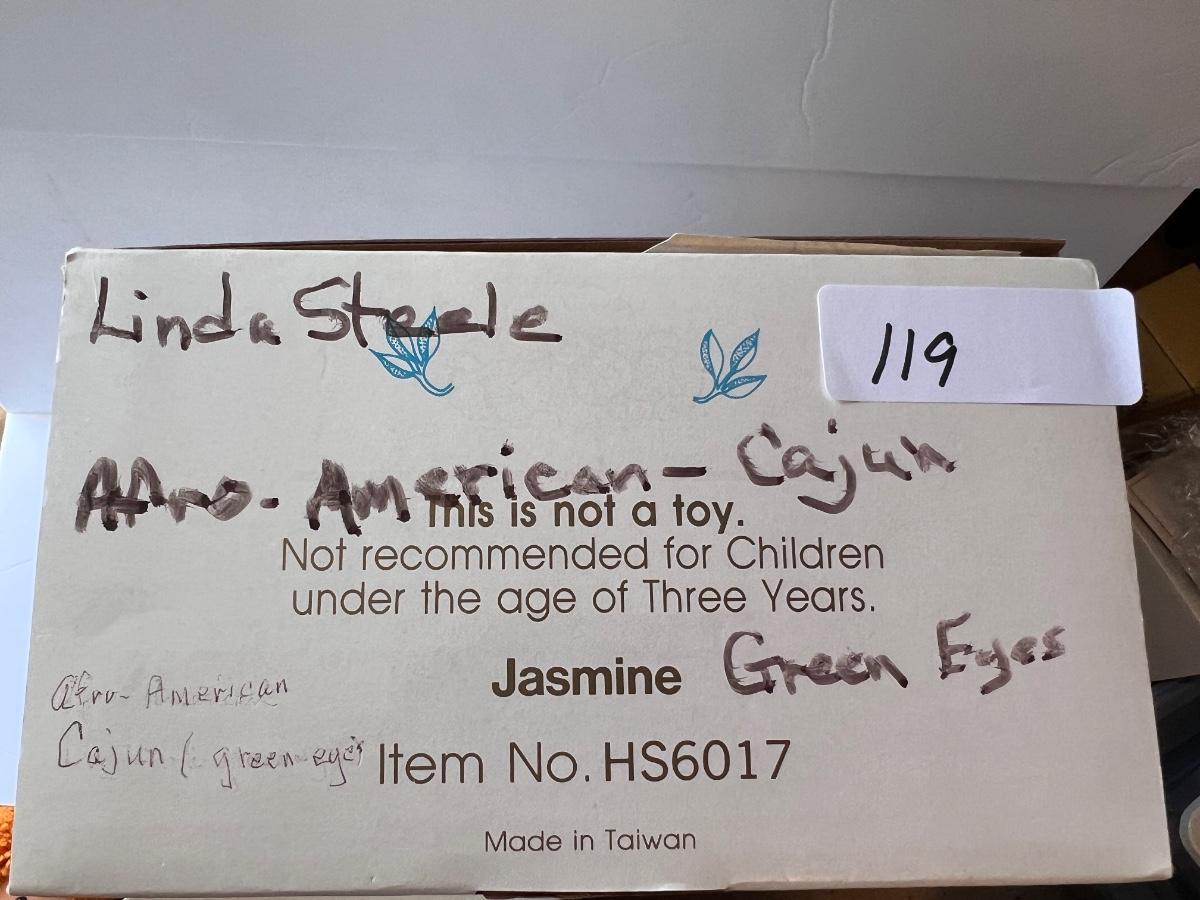 Linda Steele
119
Afro-American-Cajun
This is not a toy.
Not recommended for Children
under the age of Three Years.
Jasmine Green Eyes
Afro-American
Cajun (green eyes
Item No. HS6017
Made in Taiwan